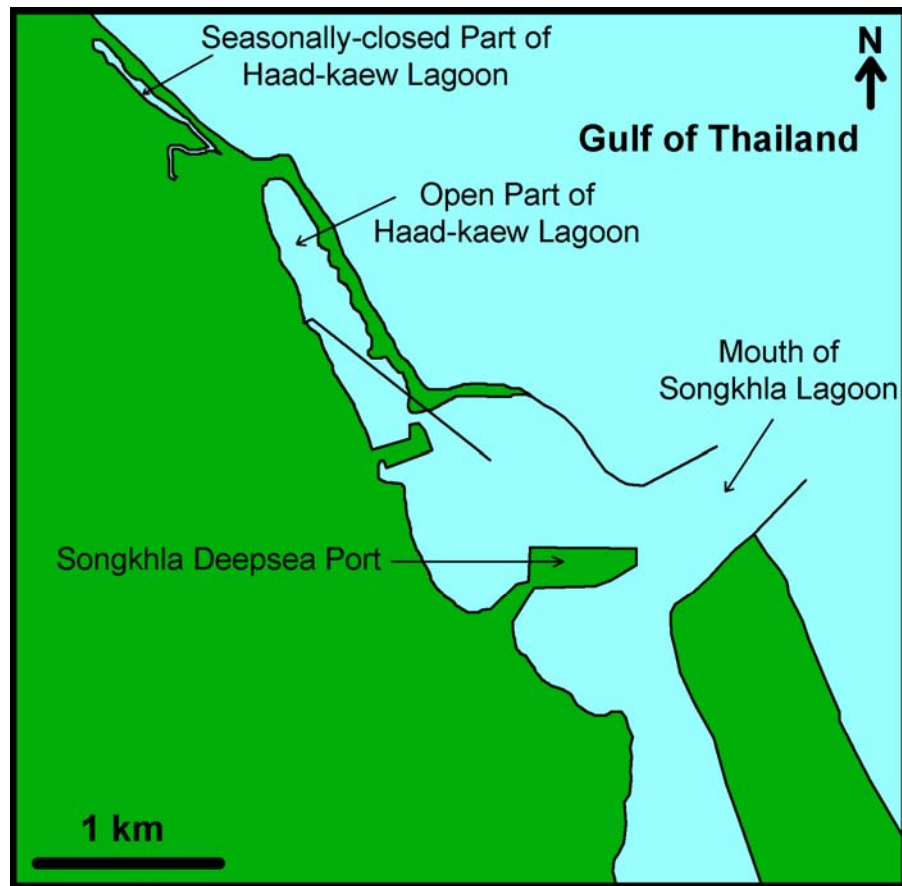 Seasonally-closed Part of
Haad-kaew Lagoon
N
Gulf of Thailand
Open Part of
Haad-kaew Lagoon
Mouth of
Songkhla Lagoon
Songkhla Deepsea Port
1 km